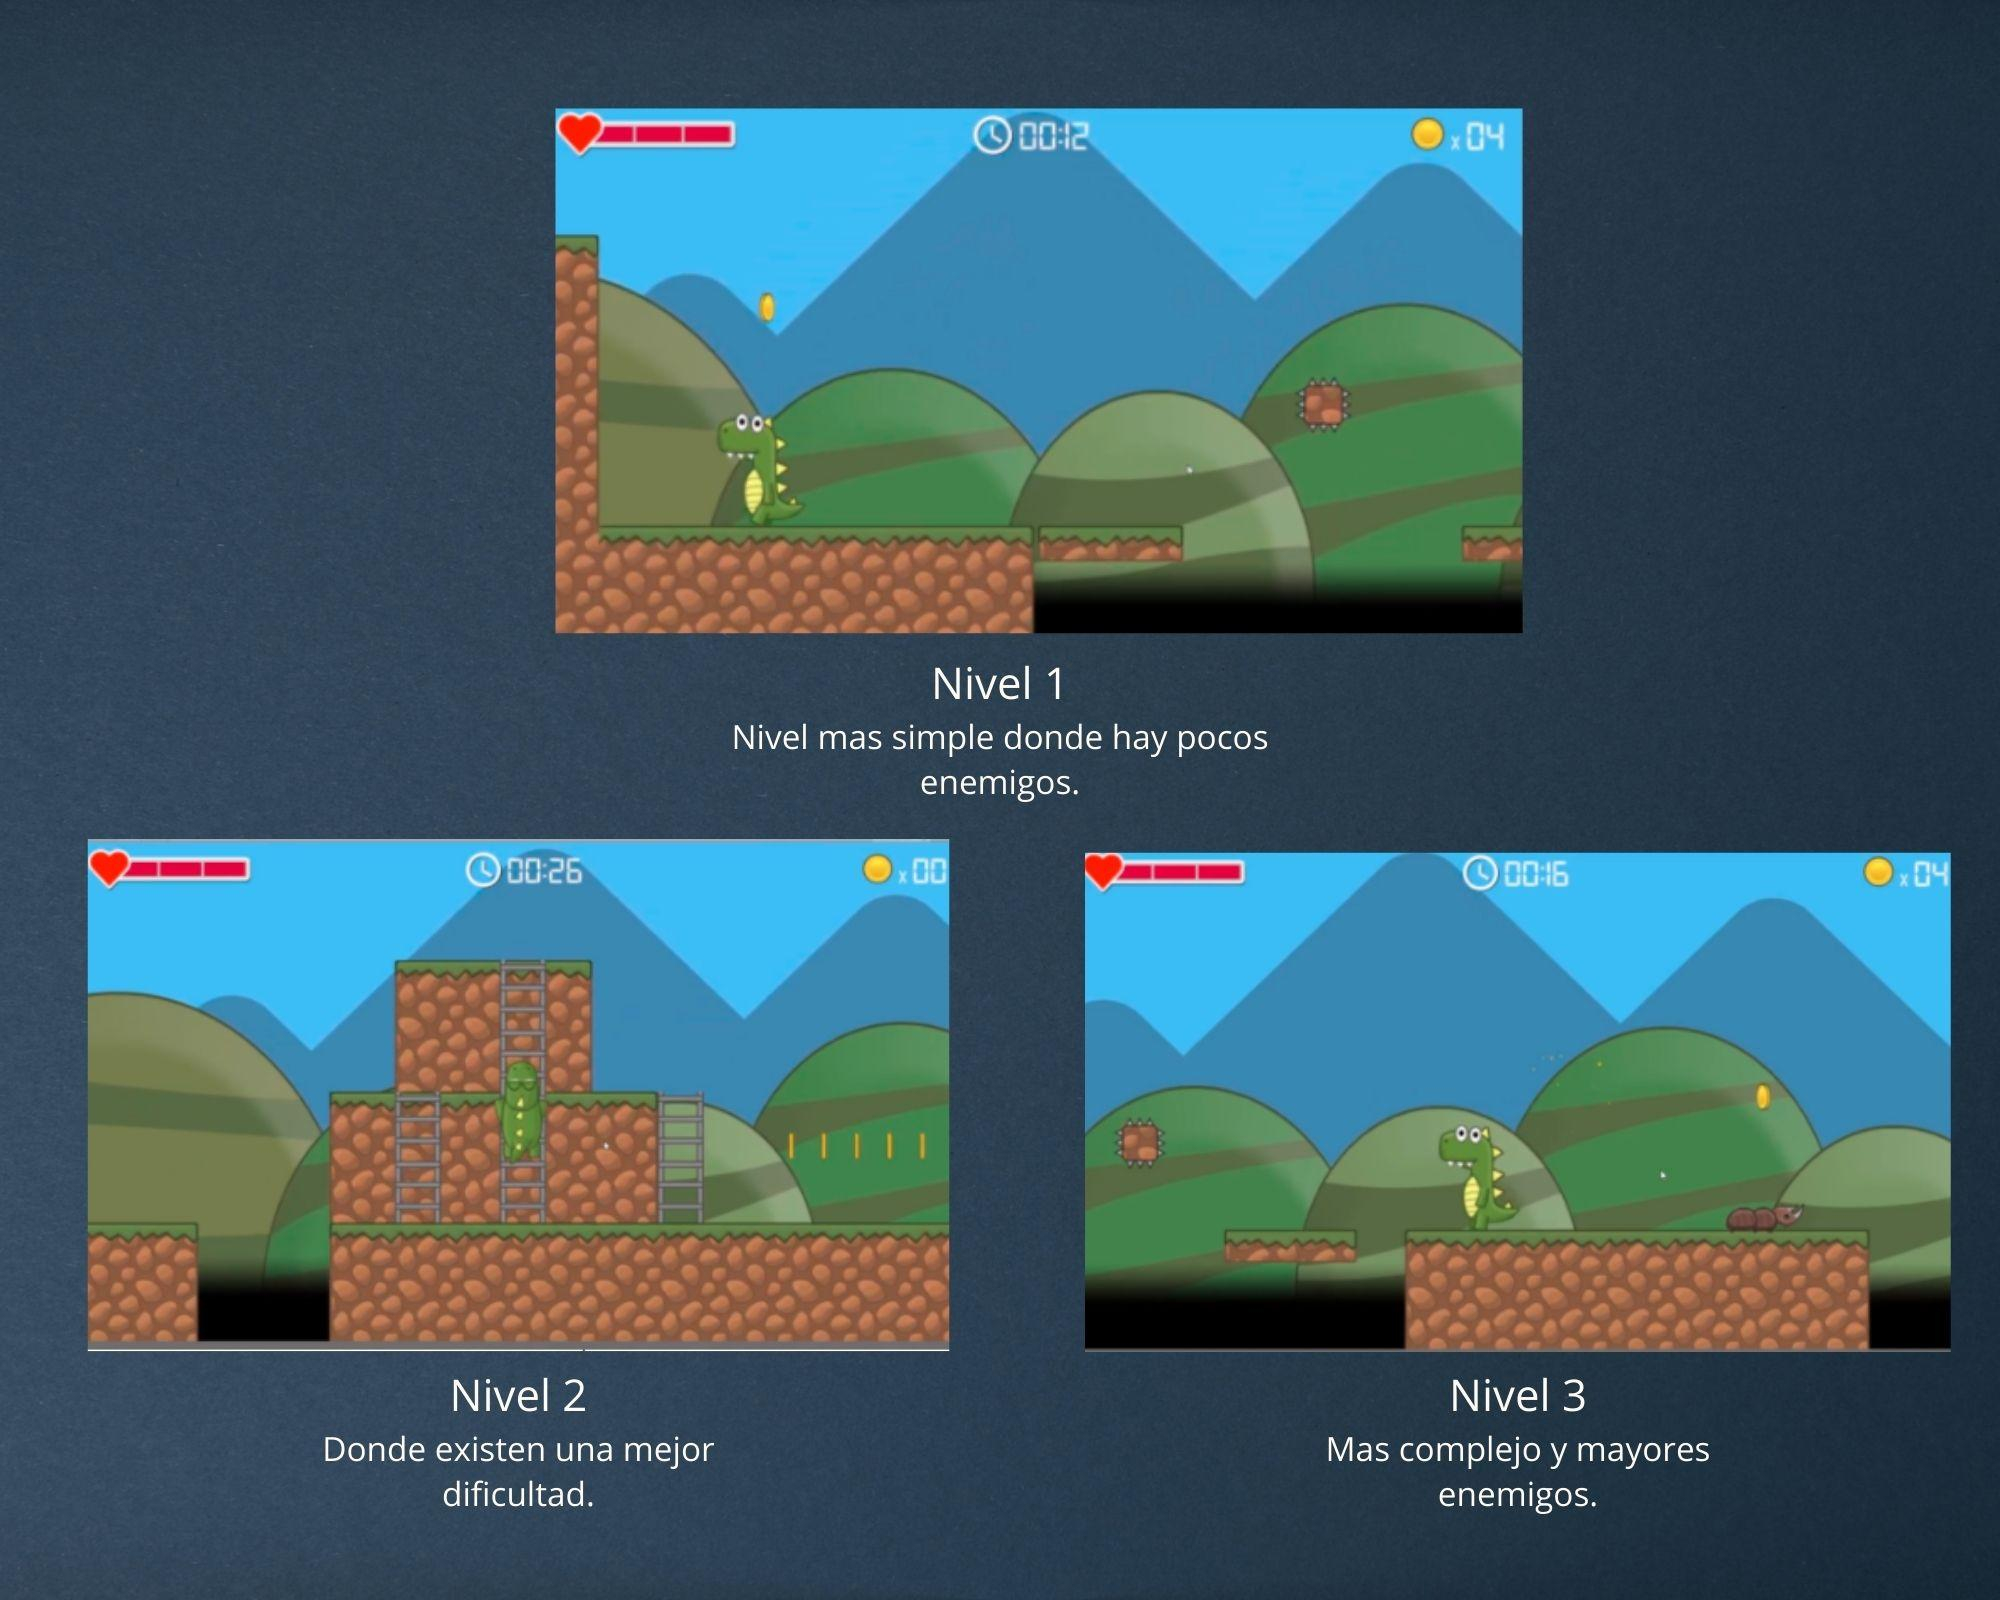 00:12
x04
Nivel 1
Nivel mas simple donde hay pocos
enemigos.
00:26
x00
Nivel 2
Donde existen una mejor
dificultad.
00:16
x04
Nivel 3
Mas complejo y mayores
enemigos.